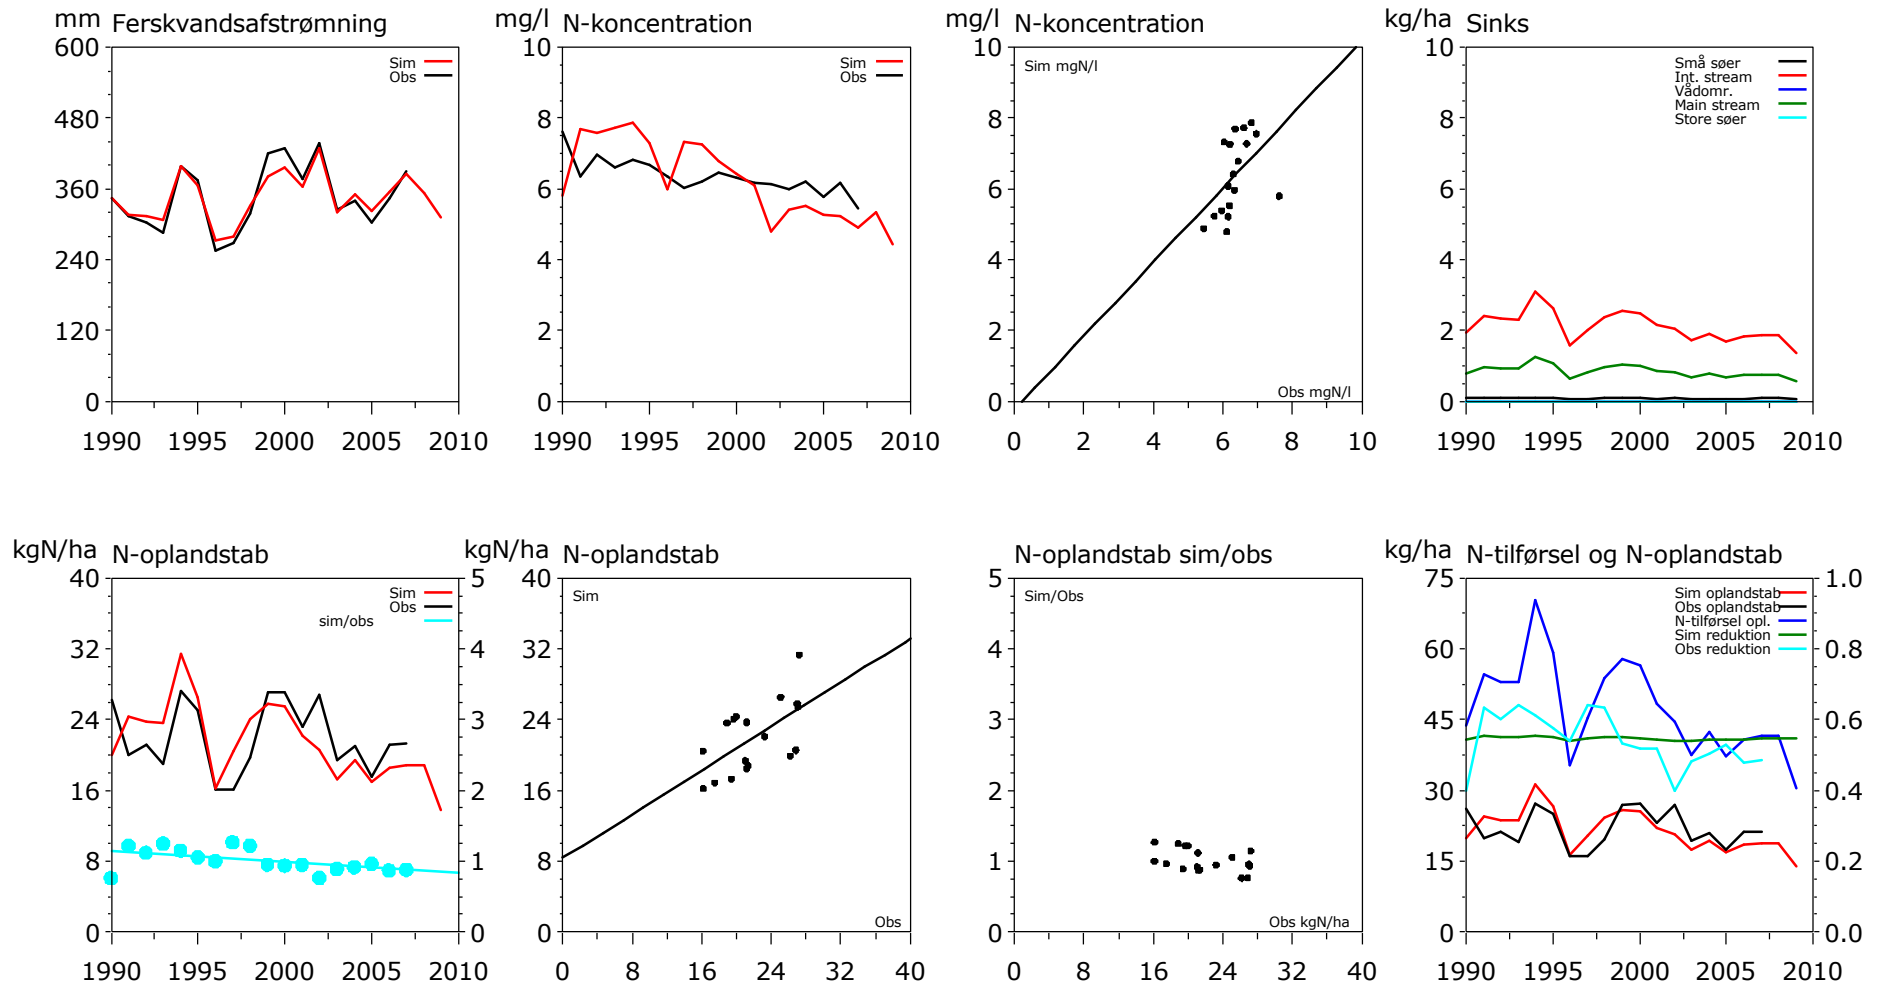 mm Ferskvandsafstrømning
Sim
Obs
600
480
360
240
120
0
1990 1995 2000 2005 2010
mg/l N-koncentration
Sim
Obs
10
8
6
4
2
0
1990 1995 2000 2005 2010
mg/l N-koncentration
Sim mgN/l
Obs mgN/l
10
8
6
4
2
0
0 2 4 6 8 10
kg/ha Sinks
Små søer
Int. stream
Vådomr.
Main stream
Store søer
10
8
6
4
2
0
1990 1995 2000 2005 2010
kgN/ha N-oplandstab
Sim
Obs
sim/obs
40
32
24
16
8
0
5
4
3
2
1
0
1990 1995 2000 2005 2010
kgN/ha N-oplandstab
Sim
Obs
40
32
24
16
8
0
0 8 16 24 32 40
N-oplandstab sim/obs
Sim/Obs
Obs kgN/ha
5
4
3
2
2
1
0
0 8 16 24 32 40
kg/ha N-tilførsel og N-oplandstab
Sim oplandstab
Obs oplandstab
N-tilførsel opl.
Sim reduktion
Obs reduktion
75
60
45
30
15
0
1.0
0.8
0.6
0.4
0.2
0.0
1990 1995 2000 2005 2010